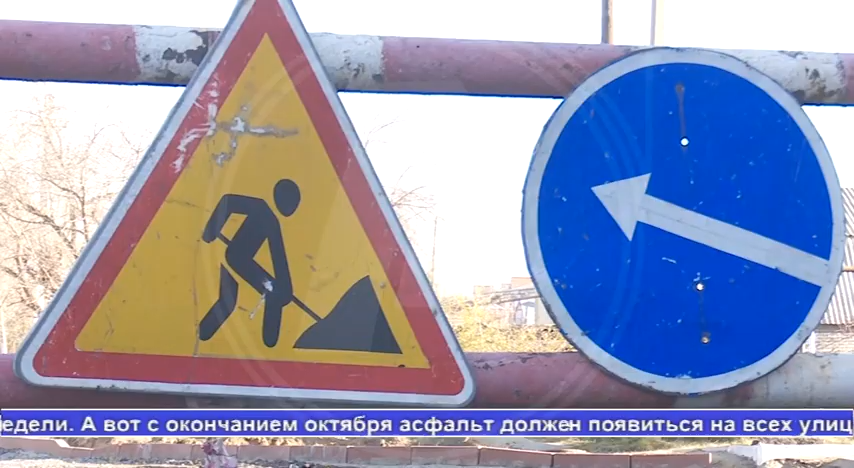 едели. А вот с окончанием октября асфальт должен появиться на всех улиц